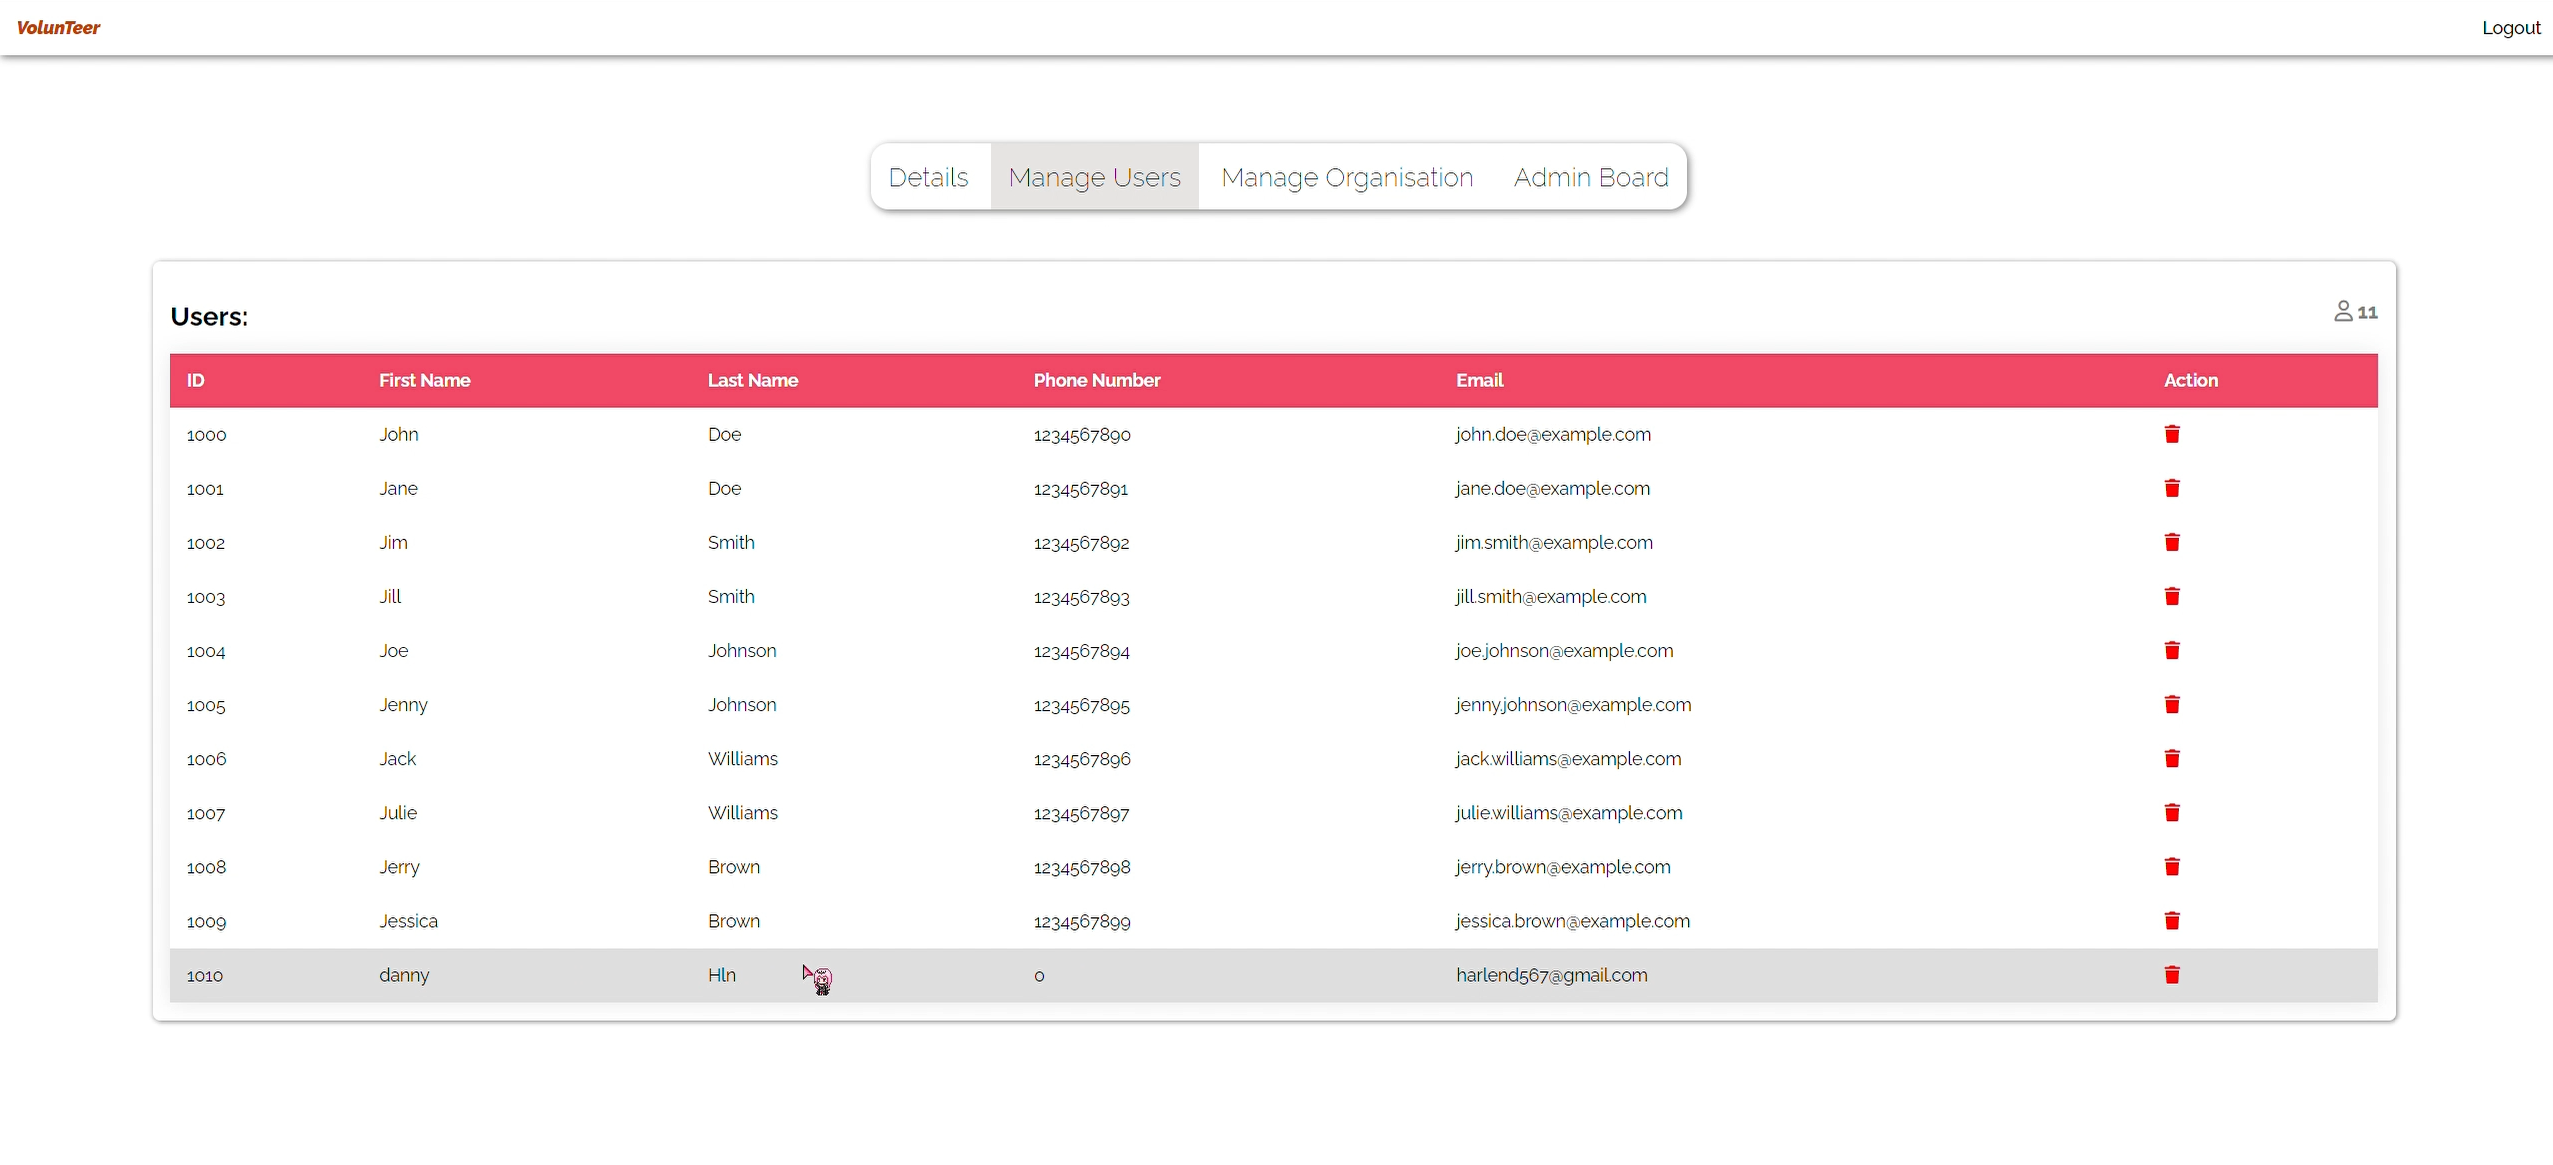 VolunTeer Logout
Details Manage Users Manage Organisation Admin Board
Users: 11
ID First Name Last Name Phone Number Email Action
1000 John Doe 1234567890 john.doe@example.com
1001 Jane Doe 1234567891 jane.doe@example.com
1002 Jim Smith 1234567892 jim.smith@example.com
1003 Jill Smith 1234567893 jill.smith@example.com
1004 Joe Johnson 1234567894 joe.johnson@example.com
1005 Jenny Johnson 1234567895 jenny.johnson@example.com
1006 Jack Williams 1234567896 jack.williams@example.com
1007 Julie Williams 1234567897 julie.williams@example.com
1008 Jerry Brown 1234567898 jerry.brown@example.com
1009 Jessica Brown 1234567899 jessica.brown@example.com
1010 danny Hln 0 harlend567@gmail.com